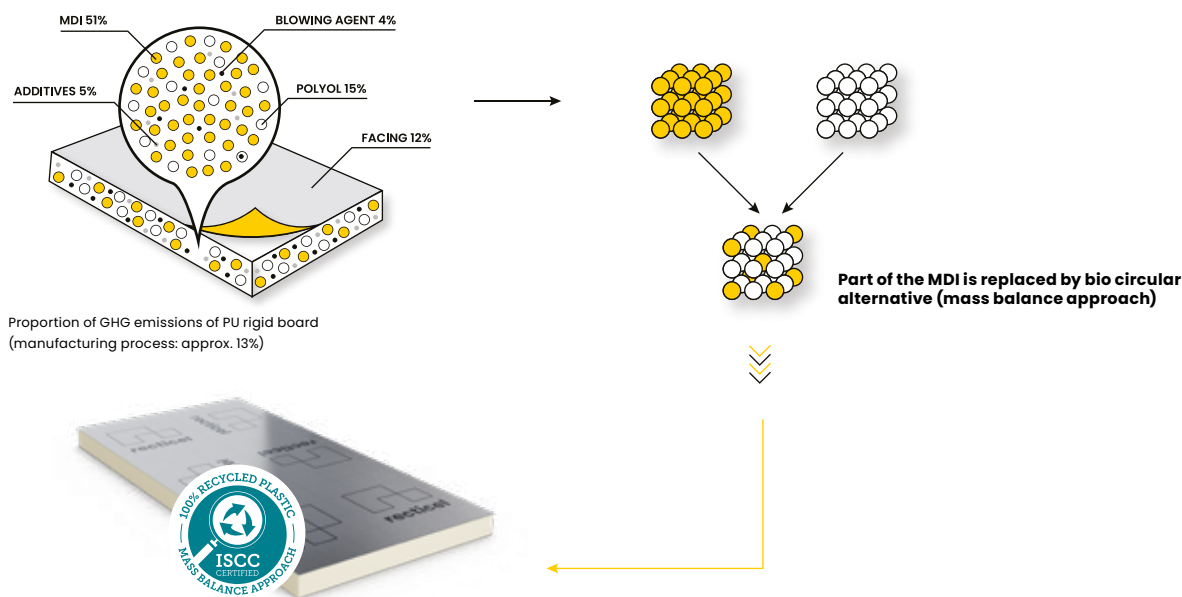 MDI 51%
BLOWING AGENT 4%
ADDITIVES 5%
POLYOL 15%
FACING 12%
Part of the MDI is replaced by bio circular
alternative (mass balance approach)
Proportion of GHG emissions of PU rigid board
(manufacturing process: approx. 13%)
recticel
recticel
recticel
100% RECYCLED PLASTIC
ISCC
CERTIFIED
MASS BALANCE APPROACH